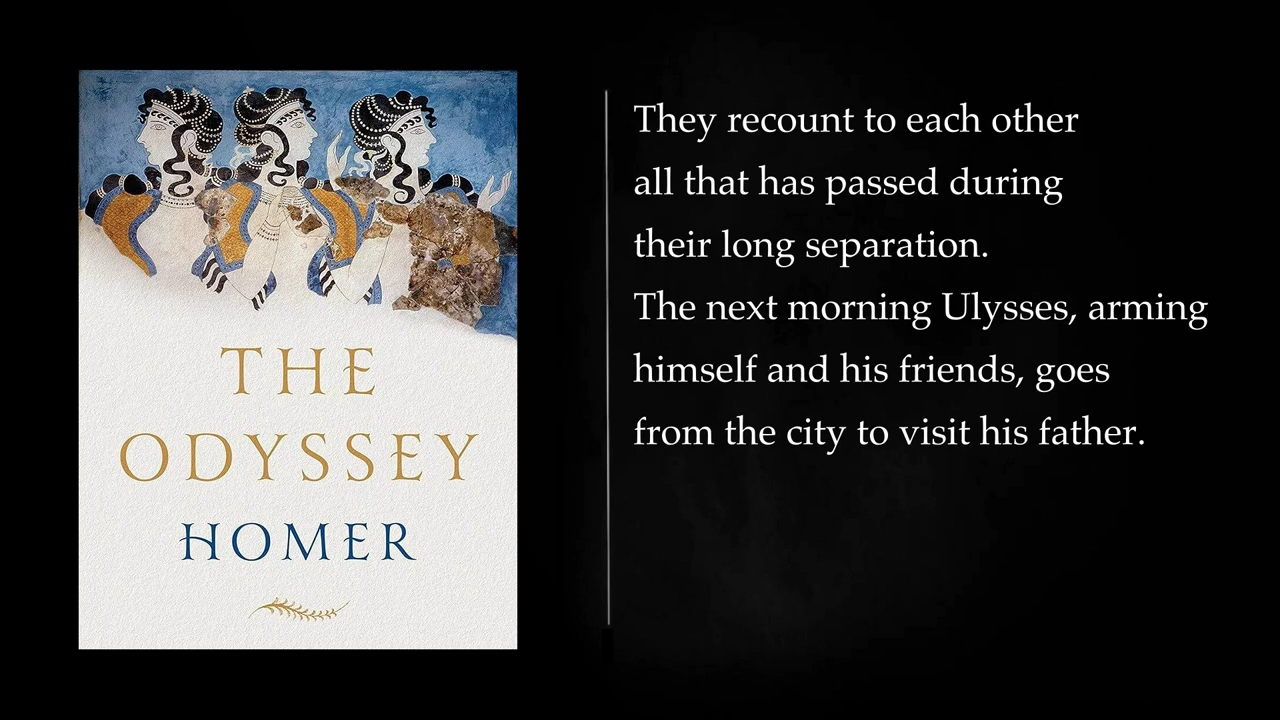 THE
ODYSSEY
HOMER
They recount to each other
all that has passed during
their long separation.
The next morning Ulysses, arming
himself and his friends, goes
from the city to visit his father.